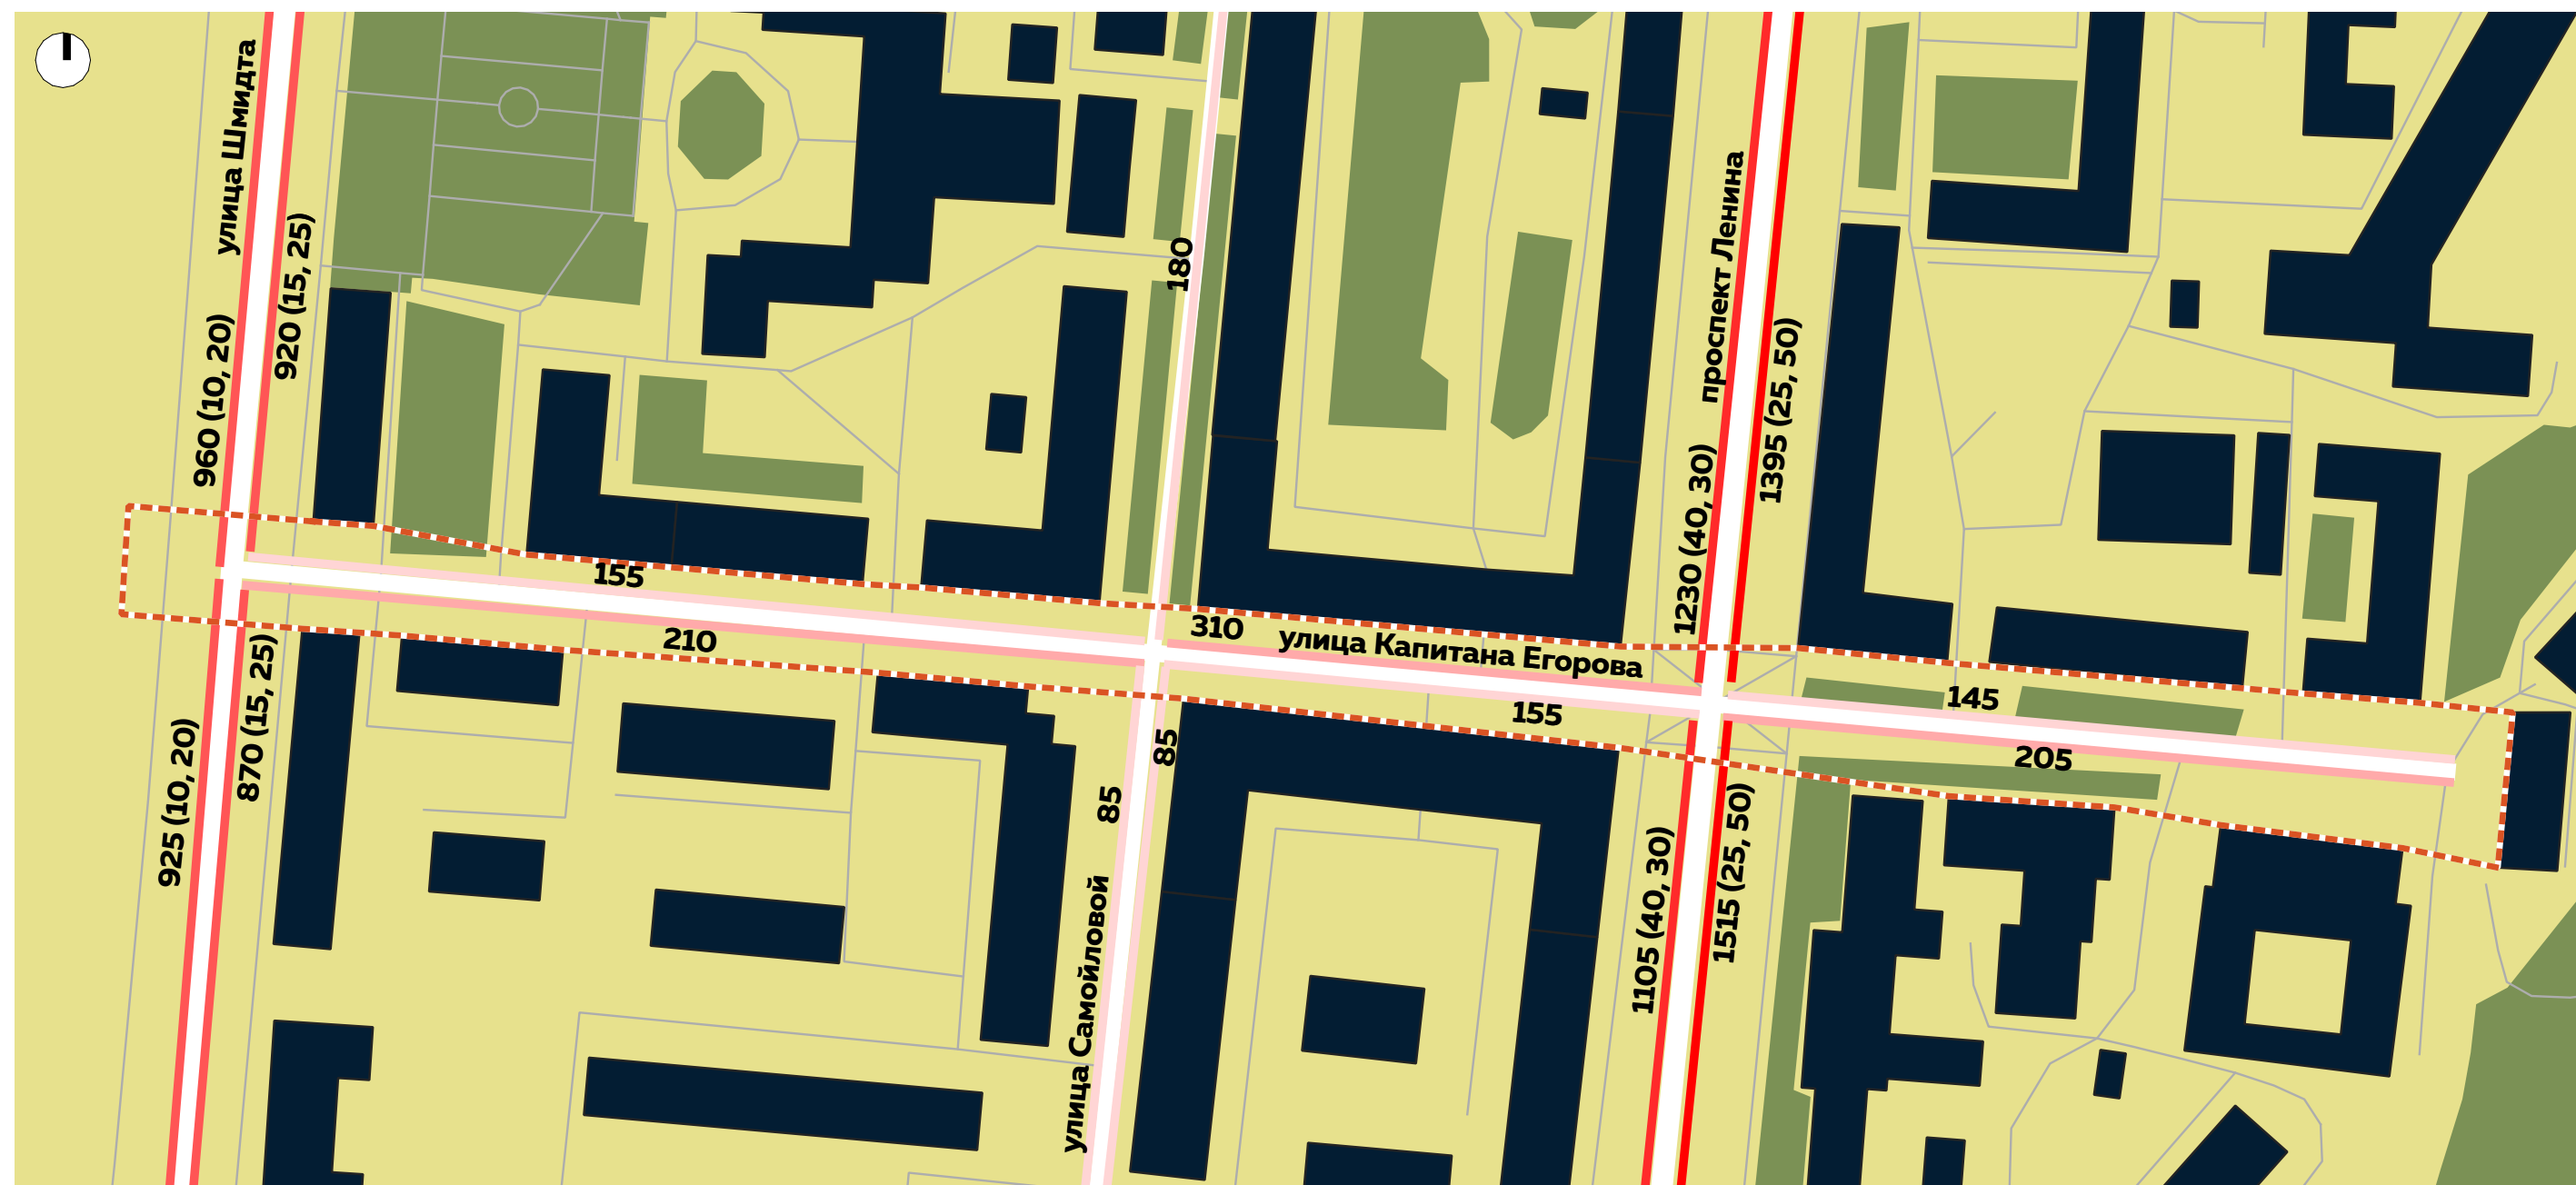 улица Шмидта
920 (15, 25)
960 (10, 20)
180
проспект Ленина
1395 (25, 50)
1230 (40, 30)
155
210
310
улица Капитана Егорова
155
145
205
870 (15, 25)
925 (10, 20)
85
85
улица Самойловой
1105 (40, 30)
1515 (25, 50)